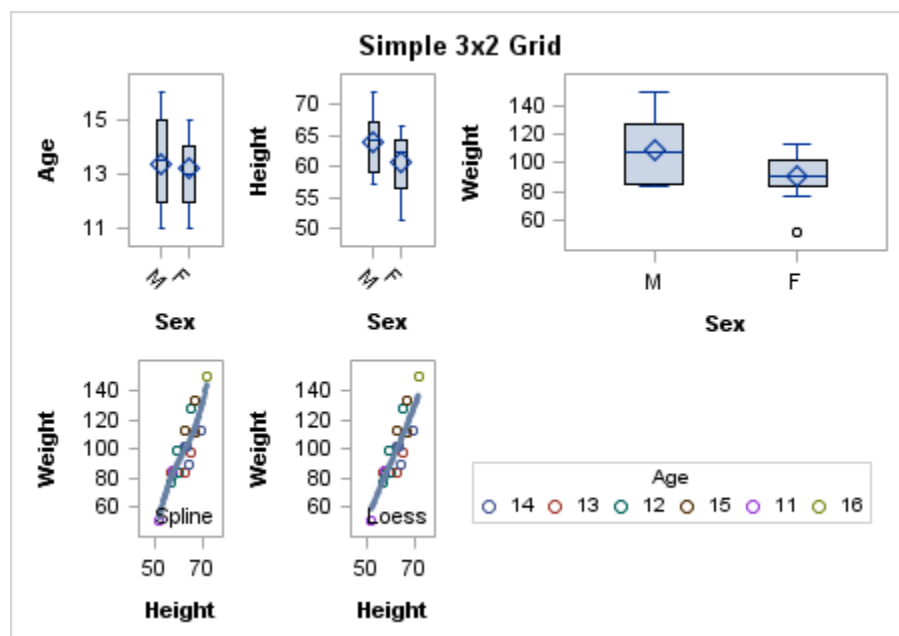 Simple 3x2 Grid
Age
15
13
11
M F
Sex
Height
70
65
60
55
50
M F
Sex
Weight
140
120
100
80
60
M F
Sex
Weight
140
120
100
80
60
Spline
50 70
Height
Weight
140
120
100
80
60
Loess
50 70
Height
Age
14 13 12 15 11 16